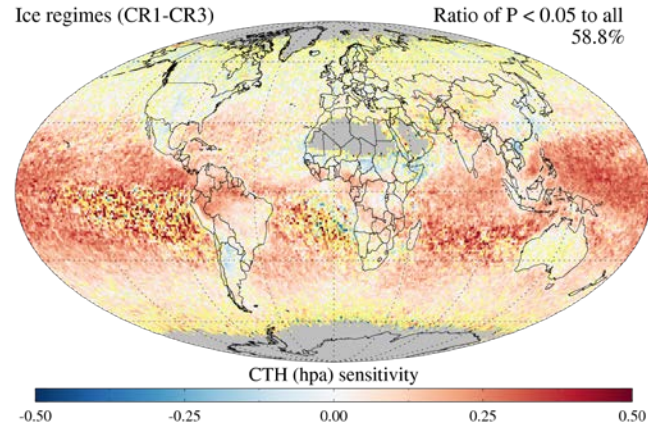 Ice regimes (CR1-CR3)
Ratio of P < 0.05 to all
58.8%
CTH (hpa) sensitivity
-0.50 -0.25 0.00 0.25 0.50